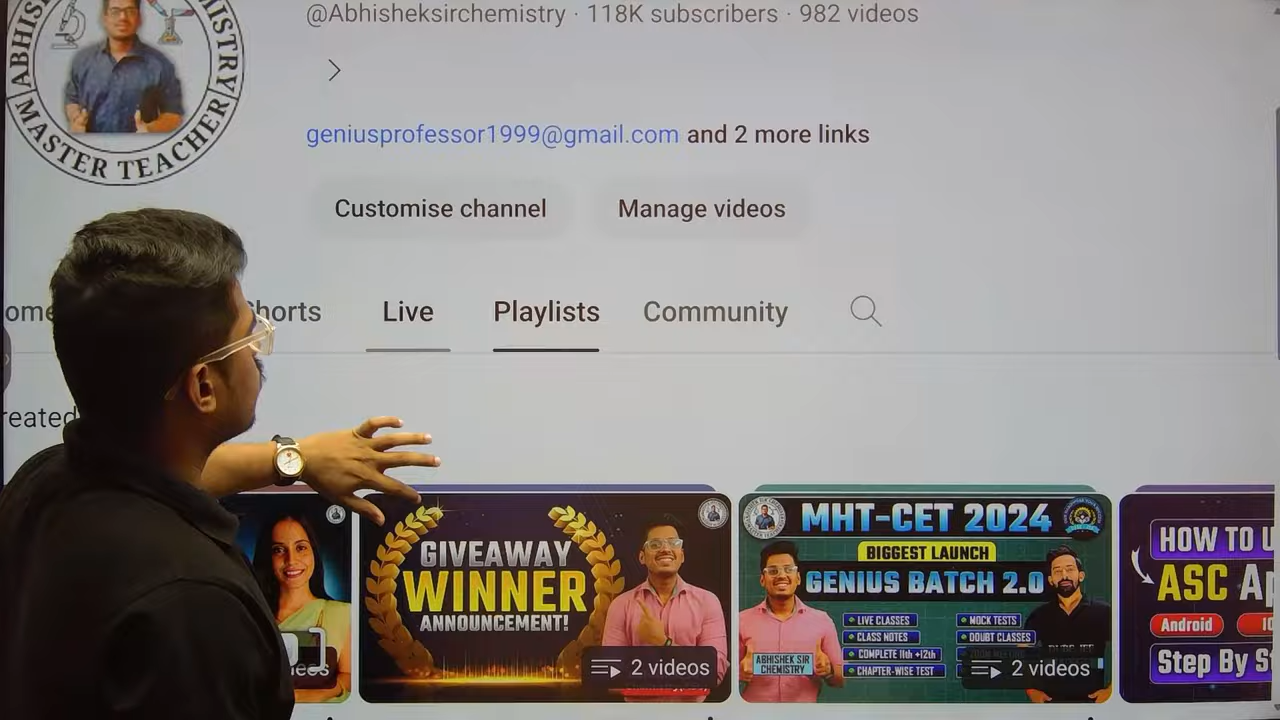 @Abhisheksirchemistry · 118K subscribers · 982 videos
MASTER TEACHER
geniusprofessor1999@gmail.com and 2 more links
Customise channel
Manage videos
Shorts
Live
Playlists
Community
GIVEAWAY
WINNER
ANNOUNCEMENT!
2 videos
MHT-CET 2024
BIGGEST LAUNCH
GENIUS BATCH 2.0
LIVE CLASSES
MOCK TESTS
CLASS NOTES
DOUBT CLASSES
COMPLETE 11th +12th
CHAPTER-WISE TEST
ABHISHEK SIR
CHEMISTRY
2 videos
HOW TO U
ASC Ap
Android
Step By S